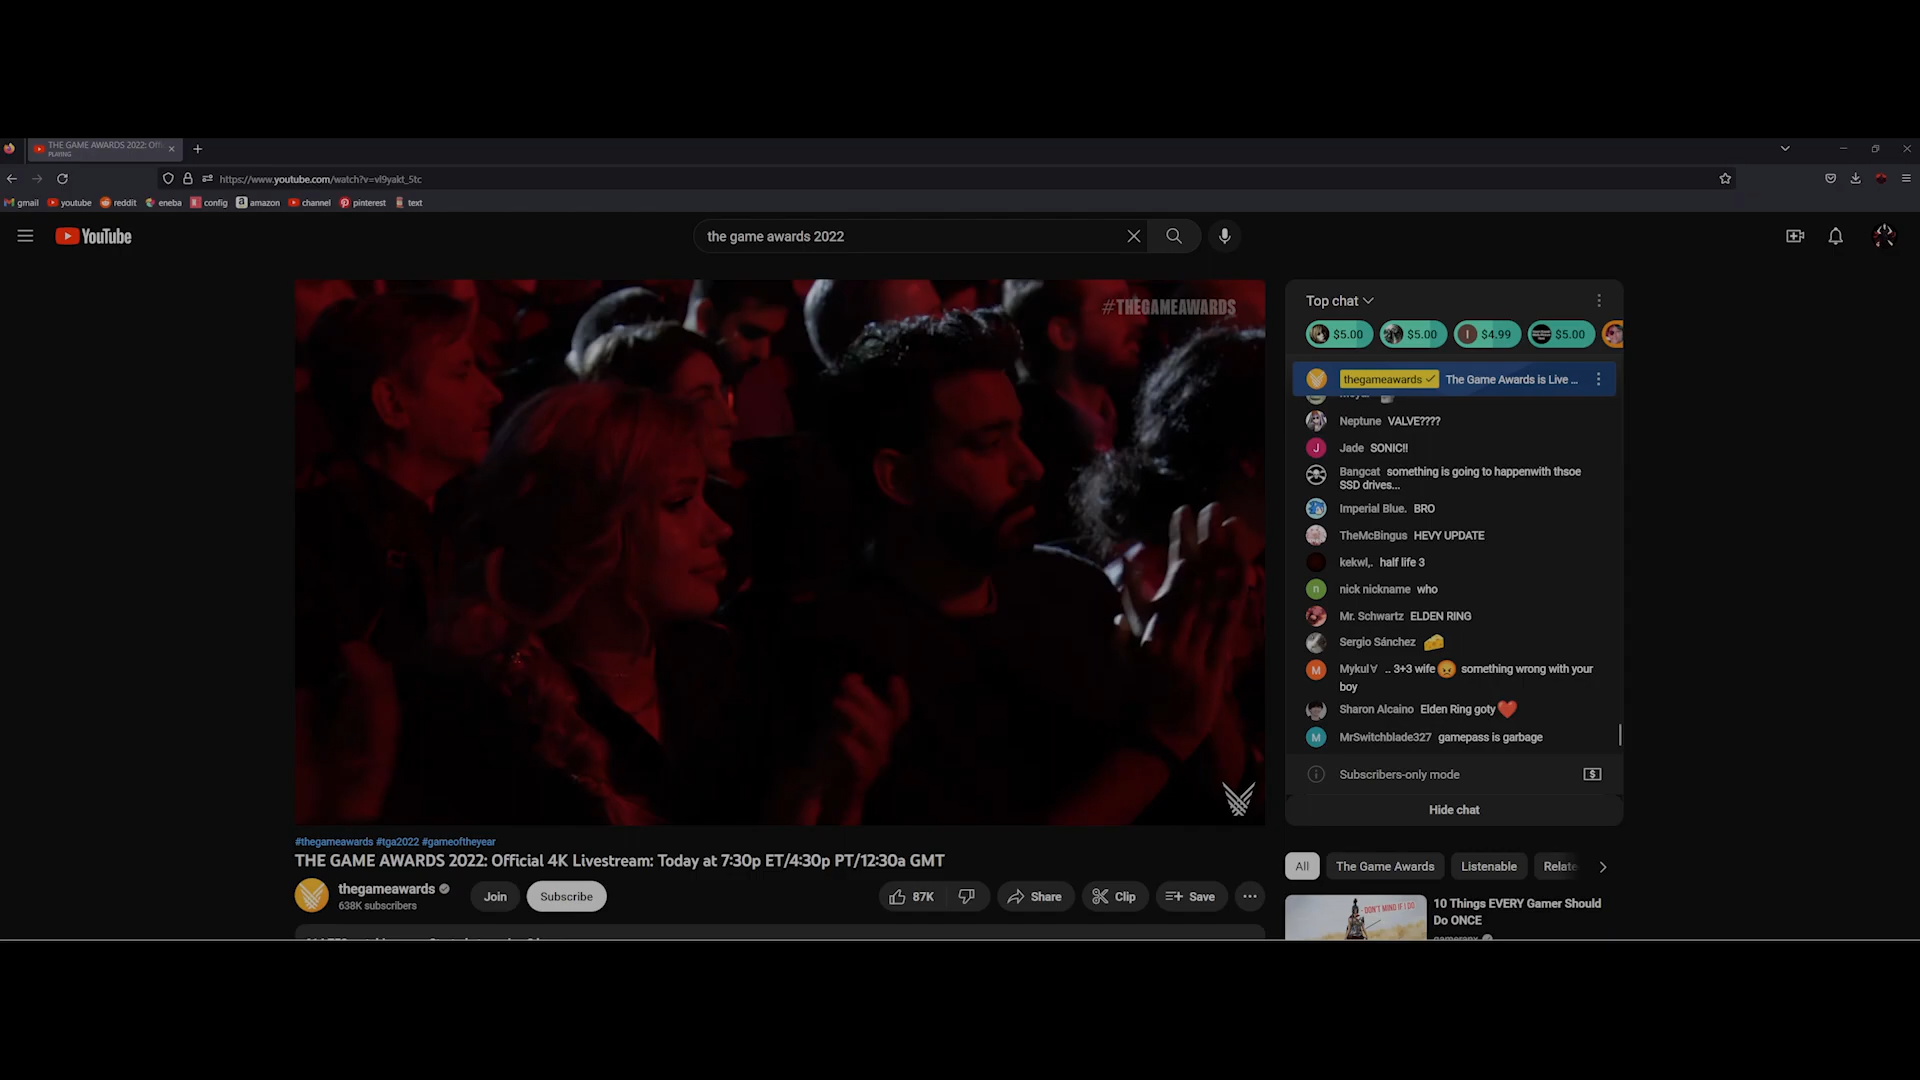 THE GAME AWARDS 2022: Offi
PLAYING
https://www.youtube.com/watch?v=vl9yakt_5tc
gmail youtube reddit eneba config amazon channel pinterest text
YouTube
the game awards 2022
#THEGAMEAWARDS
Top chat
$5.00 $5.00 $4.99 $5.00
thegameawards The Game Awards is Live ...
Neptune VALVE????
Jade SONIC!!
Bangcat something is going to happenwith thsoe
SSD drives...
Imperial Blue. BRO
TheMcBingus HEVY UPDATE
kekwl,. half life 3
nick nickname who
Mr. Schwartz ELDEN RING
Sergio Sánchez 🧀
Mykul∀ .. 3+3 wife 😡 something wrong with your
boy
Sharon Alcaino Elden Ring goty ❤️
MrSwitchblade327 gamepass is garbage
Subscribers-only mode
Hide chat
#thegameawards #tga2022 #gameoftheyear
THE GAME AWARDS 2022: Official 4K Livestream: Today at 7:30p ET/4:30p PT/12:30a GMT
thegameawards
638K subscribers
Join Subscribe 87K Share Clip Save
All The Game Awards Listenable Relate
- DON'T MIND IF I DO
10 Things EVERY Gamer Should
Do ONCE
gameranx